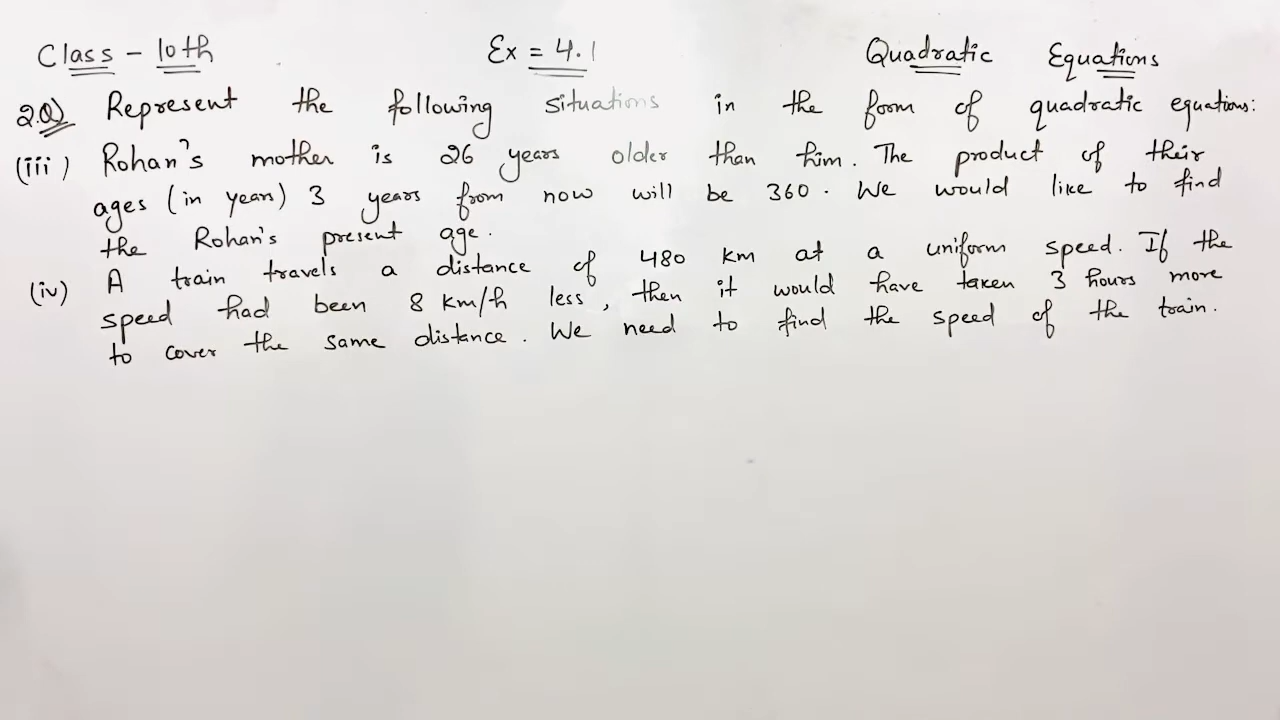 Class - 10th Ex = 4.1 Quadratic Equations
2.Q) Represent the following situations in the form of quadratic equations:
(iii) Rohan's mother is 26 years older than him. The product of their
ages (in years) 3 years from now will be 360. We would like to find
the Rohan's present age.
(iv) A train travels a distance of 480 km at a uniform speed. If the
speed had been 8 km/h less, then it would have taken 3 hours more
to cover the same distance. We need to find the speed of the train.